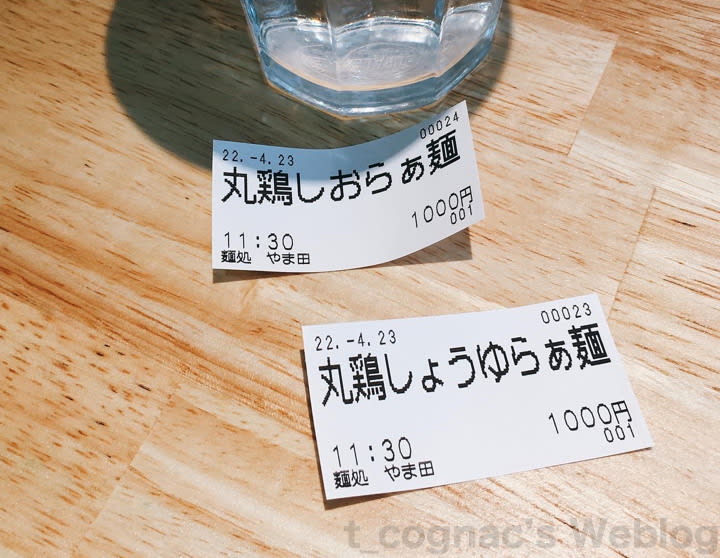 00024
22.-4.23
丸鶏しおらぁ麺
1000円
001
11:30
麺処 やま田
00023
22.-4.23
丸鶏しょうゆらぁ麺
1000円
001
11:30
麺処 やま田
t_cognac's Weblog